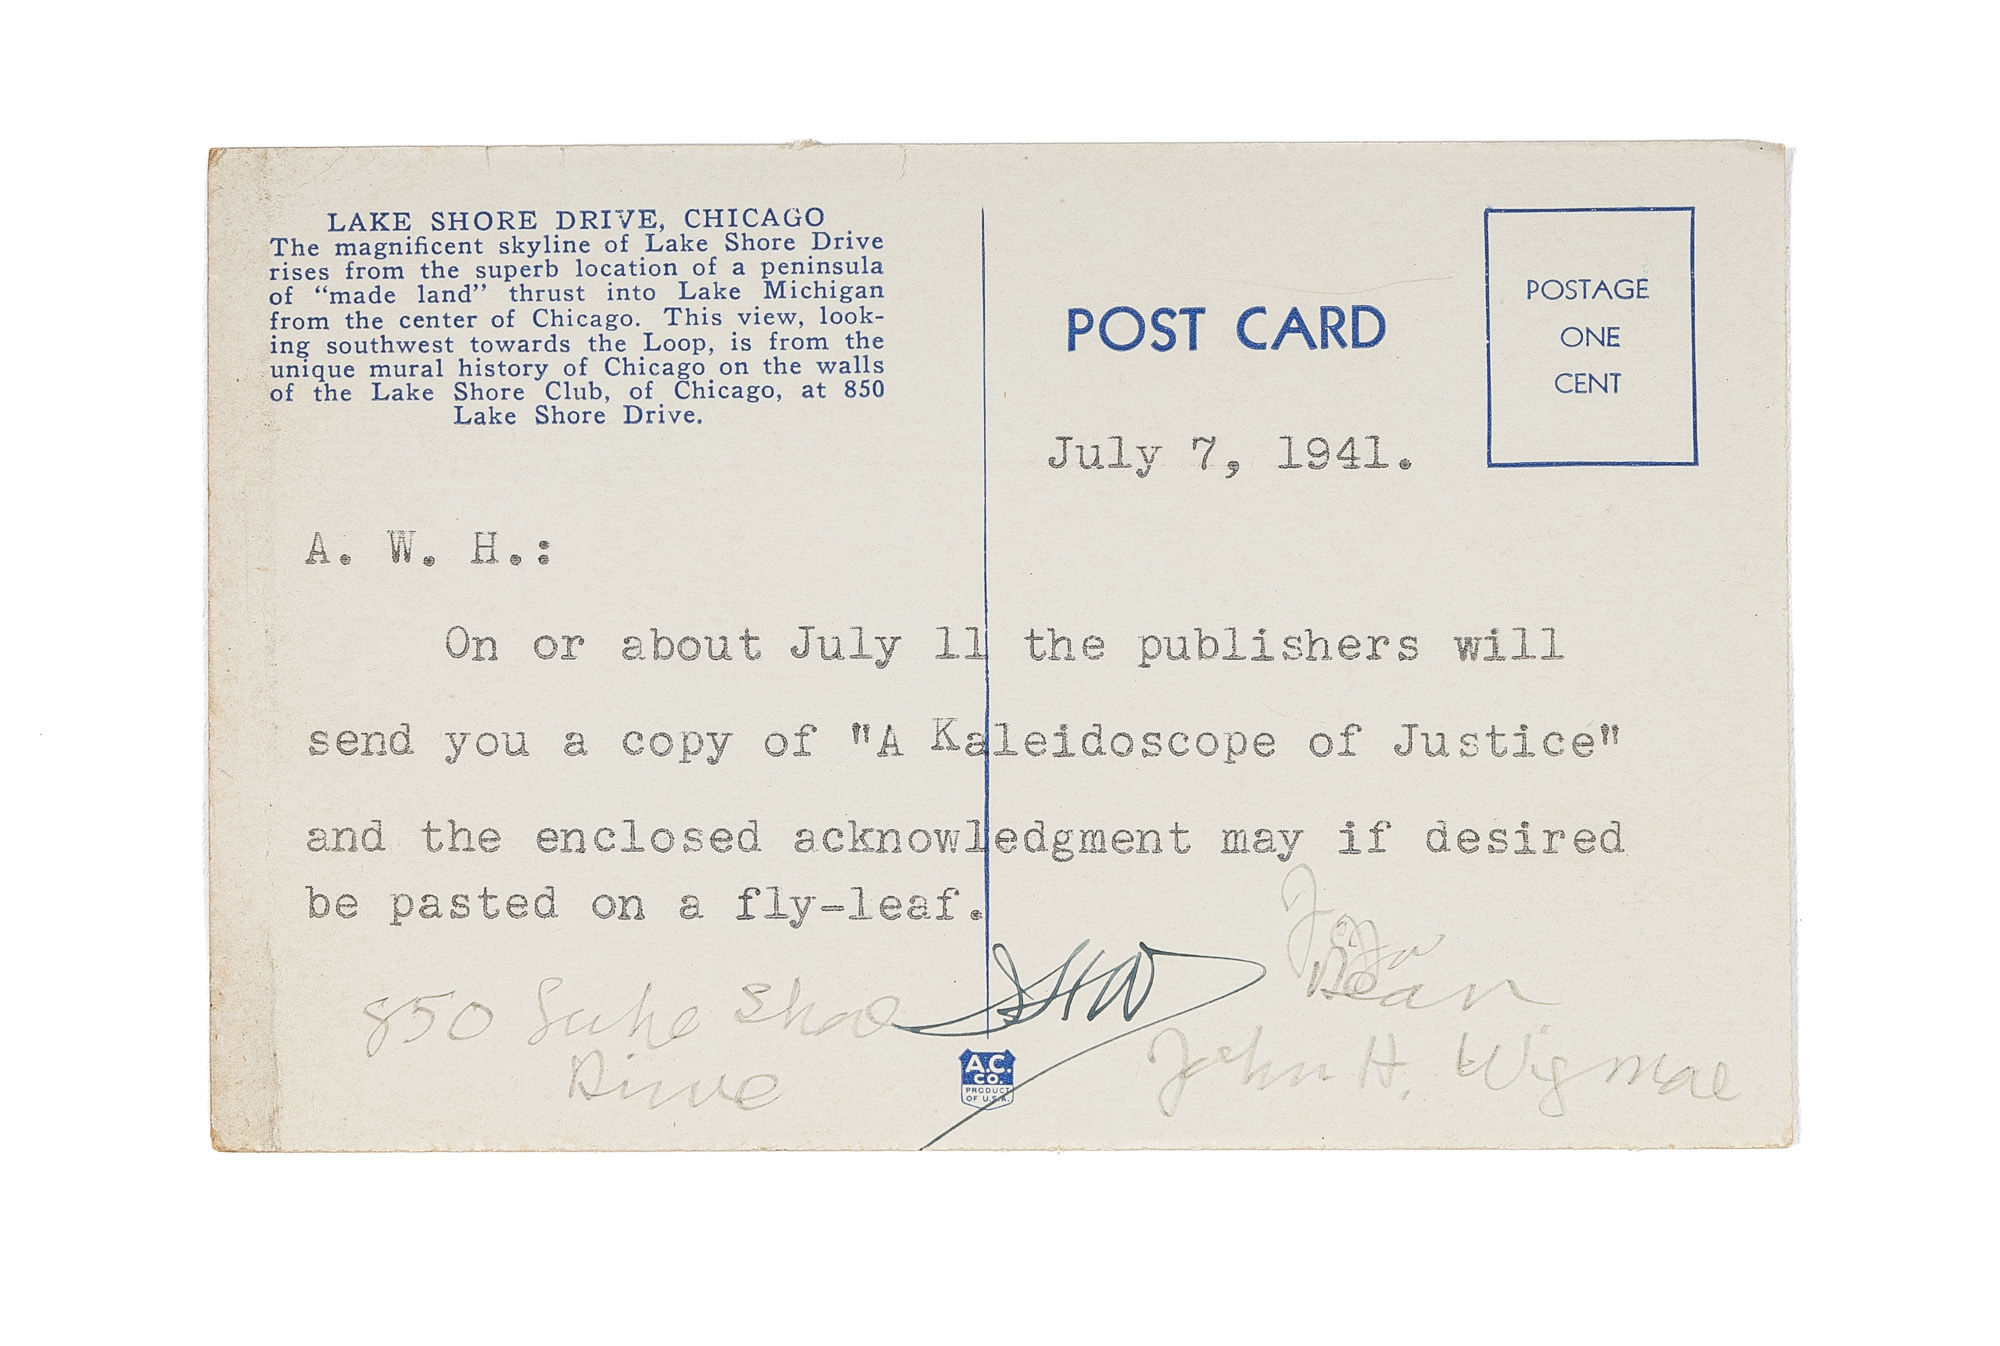 LAKE SHORE DRIVE, CHICAGO
The magnificent skyline of Lake Shore Drive
rises from the superb location of a peninsula
of “made land” thrust into Lake Michigan
from the center of Chicago. This view, look-
ing southwest towards the Loop, is from the
unique mural history of Chicago on the walls
of the Lake Shore Club, of Chicago, at 850
Lake Shore Drive.
POST CARD
POSTAGE
ONE
CENT
July 7, 1941.
A. W. H.:
On or about July 11 the publishers will
send you a copy of "A Kaleidoscope of Justice"
and the enclosed acknowledgment may if desired
be pasted on a fly-leaf.
JHW
Dean
850 Lake Shore
Drive
John H. Wigmore
A.C.
CO.
PRODUCT
OF U.S.A.